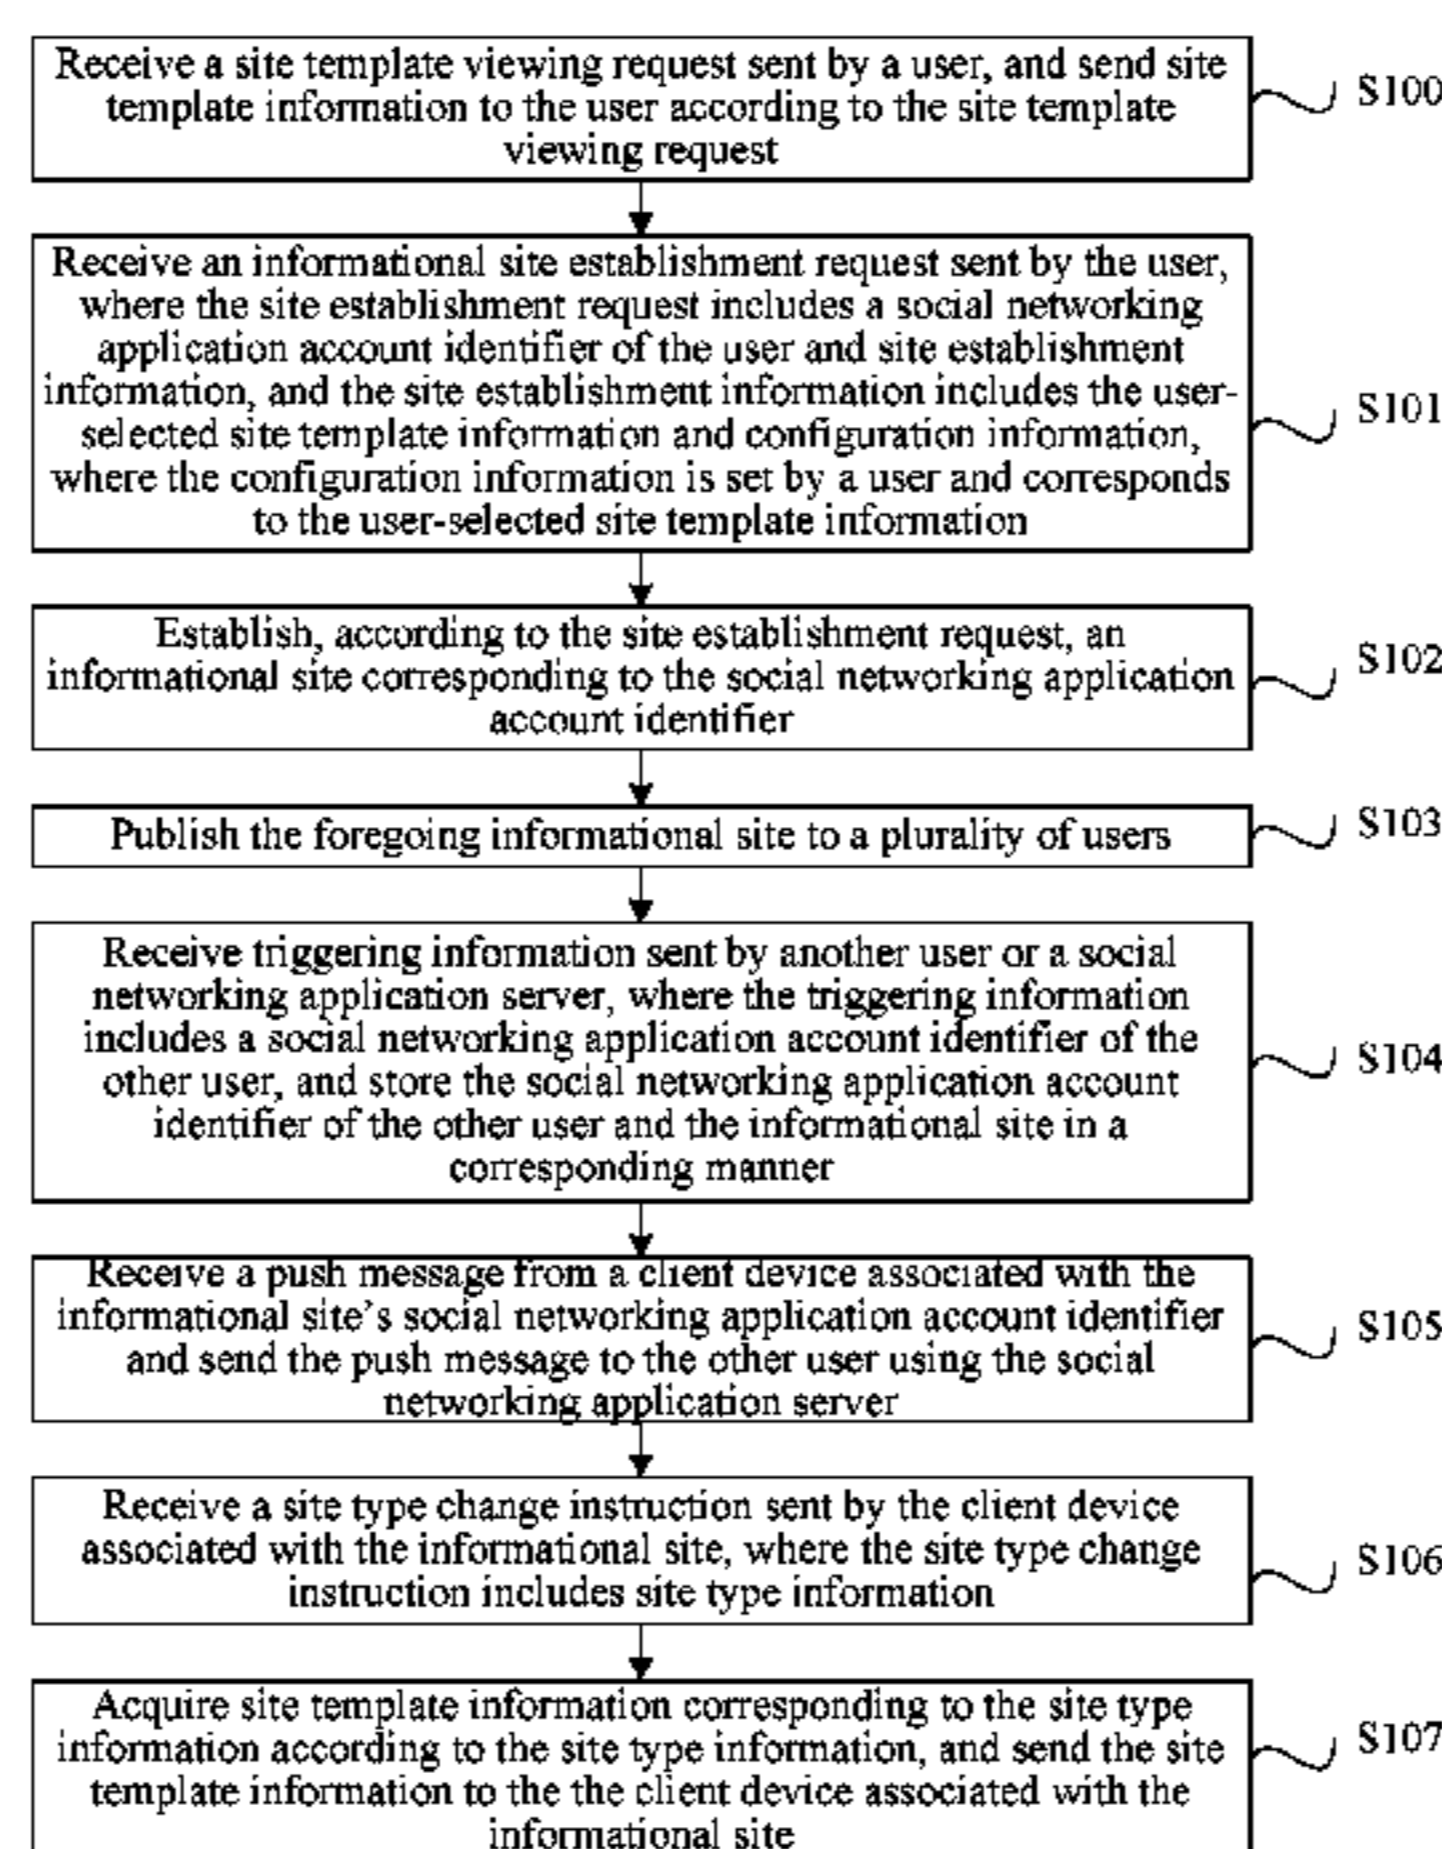 Receive a site template viewing request sent by a user, and send site
template information to the user according to the site template
viewing request
S100
Receive an informational site establishment request sent by the user,
where the site establishment request includes a social networking
application account identifier of the user and site establishment
information, and the site establishment information includes the user-
selected site template information and configuration information,
where the configuration information is set by a user and corresponds
to the user-selected site template information
S101
Establish, according to the site establishment request, an
informational site corresponding to the social networking application
account identifier
S102
Publish the foregoing informational site to a plurality of users
S103
Receive triggering information sent by another user or a social
networking application server, where the triggering information
includes a social networking application account identifier of the
other user, and store the social networking application account
identifier of the other user and the informational site in a
corresponding manner
S104
Receive a push message from a client device associated with the
informational site's social networking application account identifier
and send the push message to the other user using the social
networking application server
S105
Receive a site type change instruction sent by the client device
associated with the informational site, where the site type change
instruction includes site type information
S106
Acquire site template information corresponding to the site type
information according to the site type information, and send the site
template information to the the client device associated with the
informational site
S107